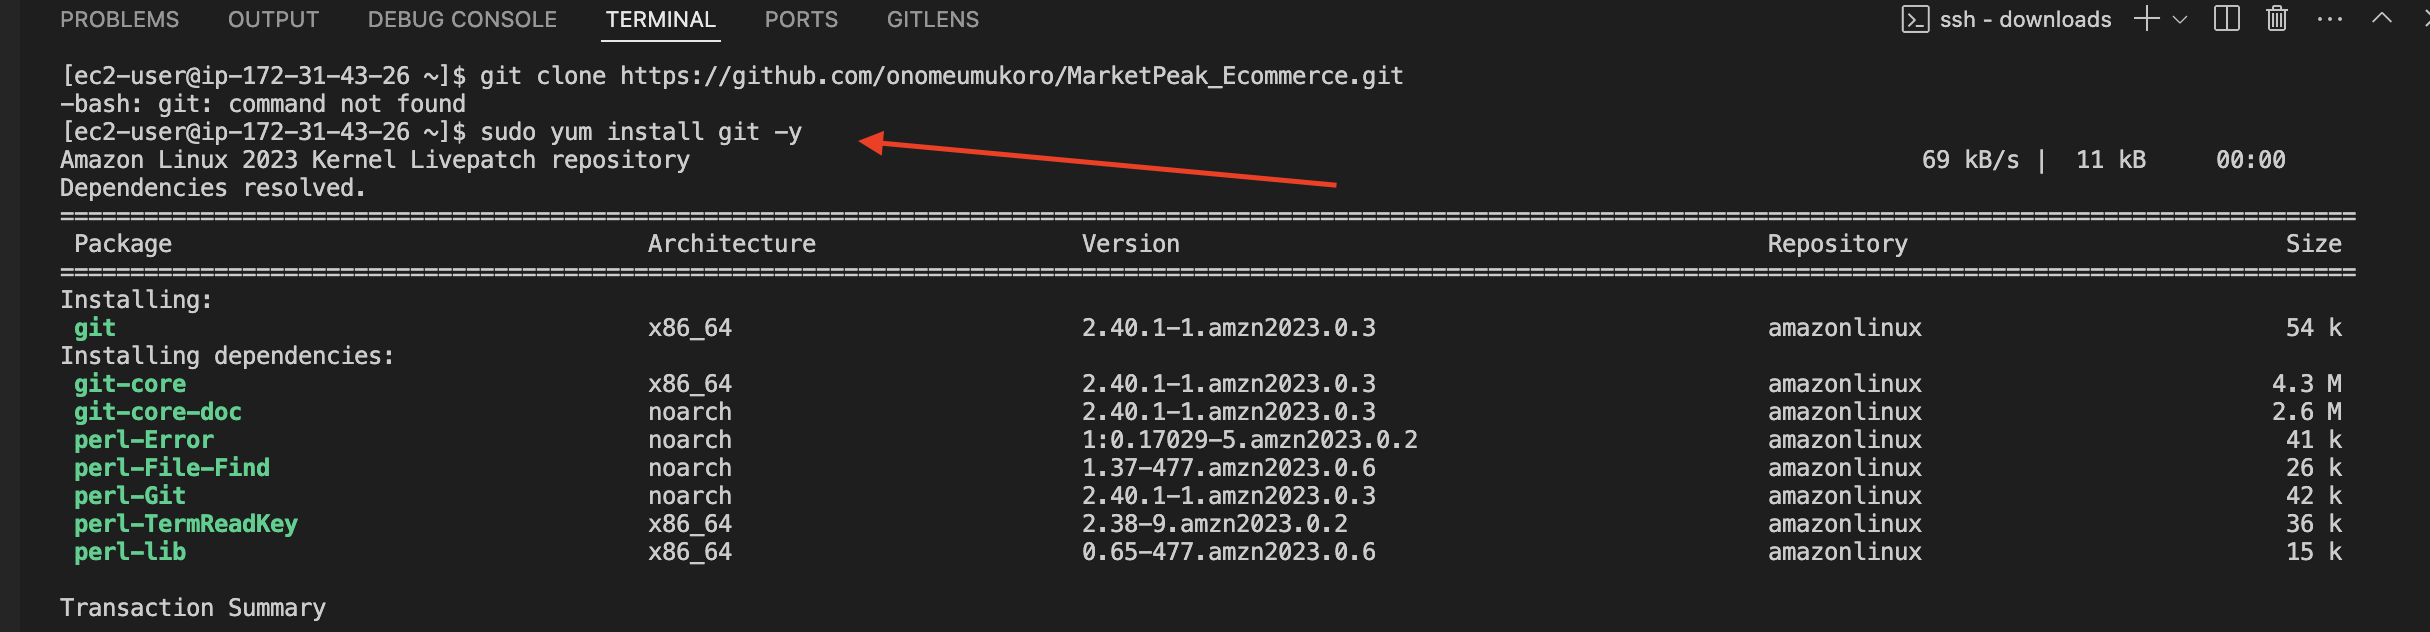 PROBLEMS OUTPUT DEBUG CONSOLE TERMINAL PORTS GITLENS ssh - downloads
[ec2-user@ip-172-31-43-26 ~]$ git clone https://github.com/onomeumukoro/MarketPeak_Ecommerce.git
-bash: git: command not found
[ec2-user@ip-172-31-43-26 ~]$ sudo yum install git -y
Amazon Linux 2023 Kernel Livepatch repository 69 kB/s | 11 kB 00:00
Dependencies resolved.
================================================================================
Package Architecture Version Repository Size
================================================================================
Installing:
git x86_64 2.40.1-1.amzn2023.0.3 amazonlinux 54 k
Installing dependencies:
git-core x86_64 2.40.1-1.amzn2023.0.3 amazonlinux 4.3 M
git-core-doc noarch 2.40.1-1.amzn2023.0.3 amazonlinux 2.6 M
perl-Error noarch 1:0.17029-5.amzn2023.0.2 amazonlinux 41 k
perl-File-Find noarch 1.37-477.amzn2023.0.6 amazonlinux 26 k
perl-Git noarch 2.40.1-1.amzn2023.0.3 amazonlinux 42 k
perl-TermReadKey x86_64 2.38-9.amzn2023.0.2 amazonlinux 36 k
perl-lib x86_64 0.65-477.amzn2023.0.6 amazonlinux 15 k
Transaction Summary